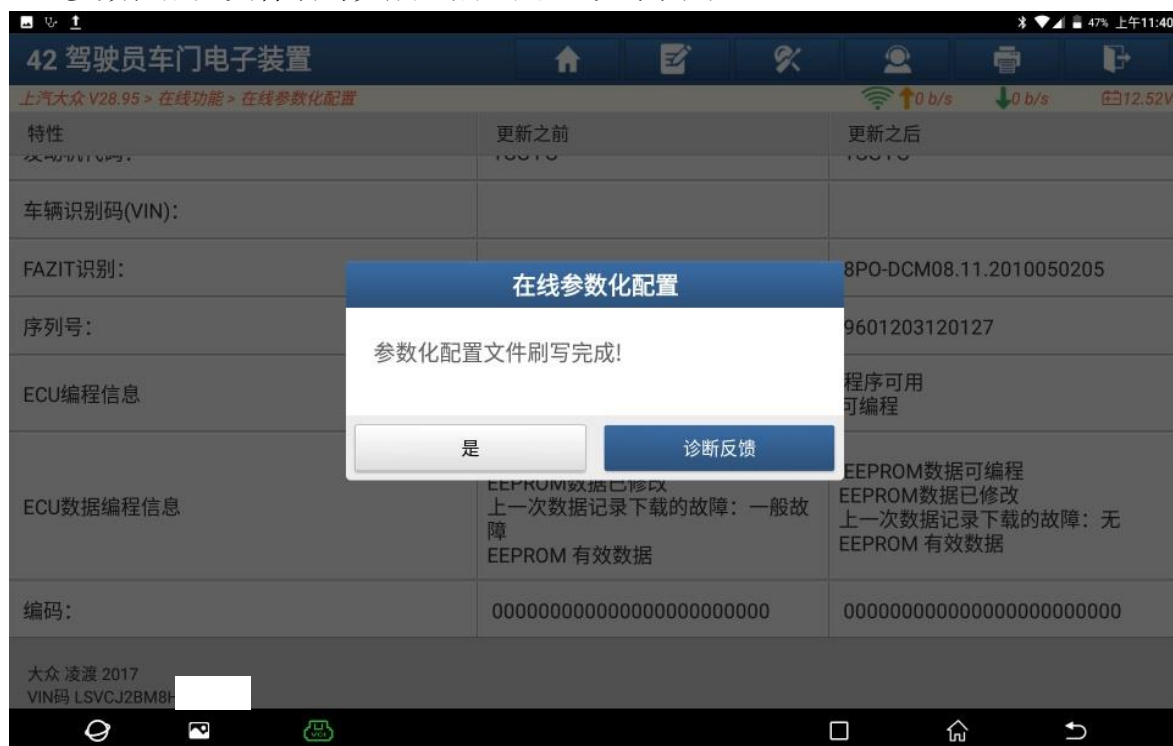 47% 上午11:40
42 驾驶员车门电子装置
上汽大众 V28.95 > 在线功能 > 在线参数化配置
0 b/s
0 b/s
12.52V
特性
更新之前
更新之后
发动机代码：
车辆识别码(VIN)：
FAZIT识别：
8PO-DCM08.11.2010050205
在线参数化配置
序列号：
9601203120127
参数化配置文件刷写完成!
ECU编程信息
程序可用
可编程
是
诊断反馈
ECU数据编程信息
EEPROM数据已修改
上一次数据记录下载的故障：一般故
障
EEPROM 有效数据
EEPROM数据可编程
EEPROM数据已修改
上一次数据记录下载的故障：无
EEPROM 有效数据
编码：
000000000000000000000000
000000000000000000000000
大众 凌渡 2017
VIN码 LSVCJ2BM8H
VCI